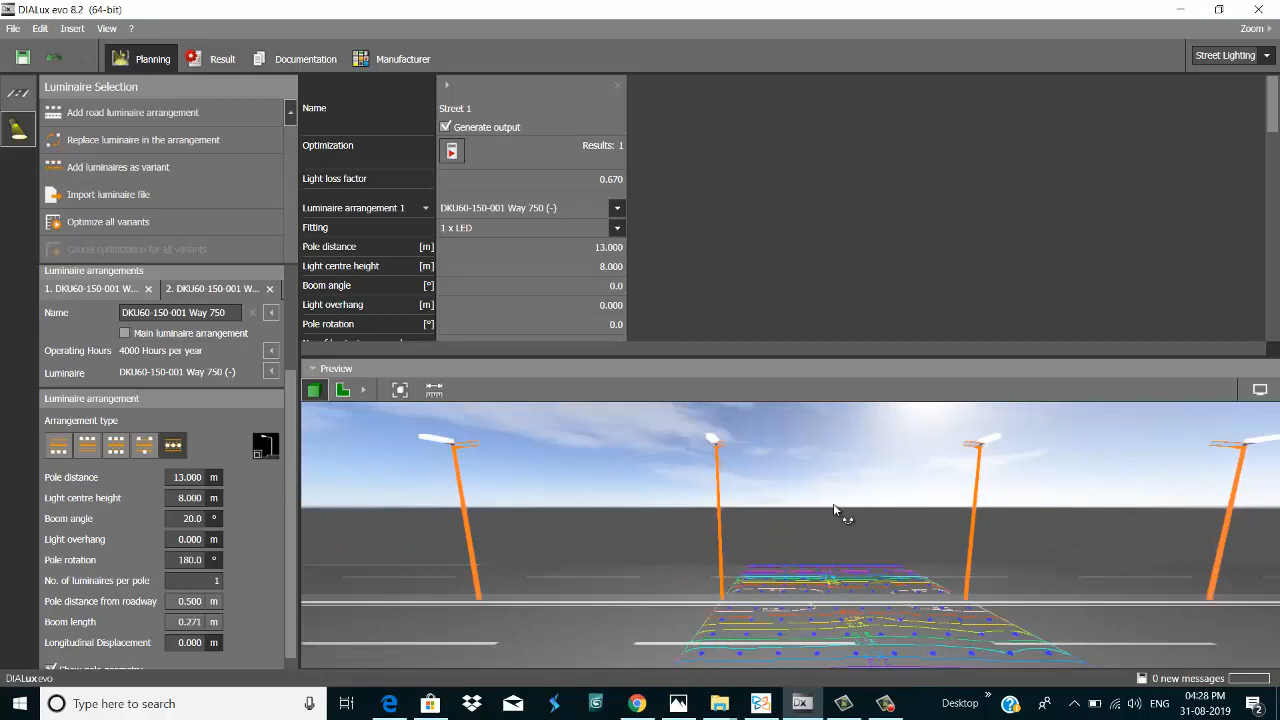 DIALux evo 8.2 (64-bit)
File Edit Insert View ? Zoom
Planning Result Documentation Manufacturer Street Lighting
Luminaire Selection
Add road luminaire arrangement
Replace luminaire in the arrangement
Add luminaires as variant
Import luminaire file
Optimize all variants
Cancel optimization for all variants
Luminaire arrangements
1. DKU60-150-001 W... 2. DKU60-150-001 W...
Name DKU60-150-001 Way 750
Main luminaire arrangement
Operating Hours 4000 Hours per year
Luminaire DKU60-150-001 Way 750 (-)
Luminaire arrangement
Arrangement type
Pole distance 13.000 m
Light centre height 8.000 m
Boom angle 20.0 °
Light overhang 0.000 m
Pole rotation 180.0 °
No. of luminaires per pole 1
Pole distance from roadway 0.500 m
Boom length 0.271 m
Longitudinal Displacement 0.000 m
Show pole geometry
Name Street 1
Generate output
Optimization Results: 1
Light loss factor 0.670
Luminaire arrangement 1 DKU60-150-001 Way 750 (-)
Fitting 1 x LED
Pole distance [m] 13.000
Light centre height [m] 8.000
Boom angle [°] 0.0
Light overhang [m] 0.000
Pole rotation [°] 0.0
Preview
DIALux evo 0 new messages
Type here to search Desktop » ENG 04:28 PM
31-08-2019